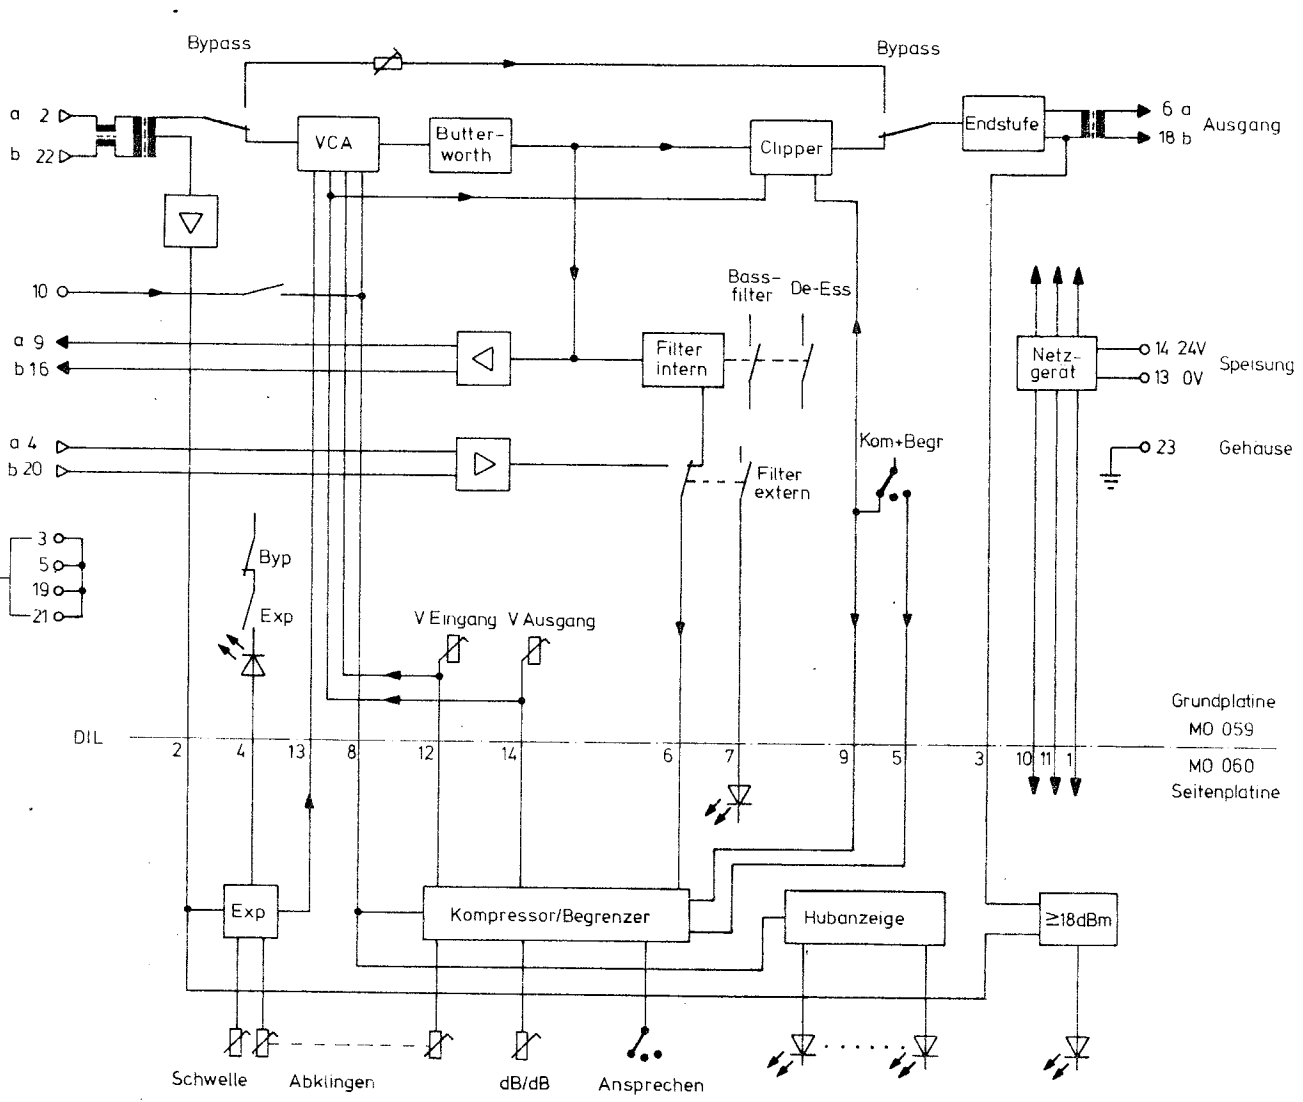 Bypass
Bypass
a 2
b 22
VCA
Butter-
worth
Clipper
Endstufe
6 a
18 b
Ausgang
10
a 9
b 16
Bass-
filter
De-Ess
Filter
intern
Netz-
gerät
14 24V
13 0V
Speisung
a 4
b 20
Filter
extern
Kom+Begr
23
Gehäuse
3
5
19
21
Byp
Exp
V Eingang
V Ausgang
Grundplatine
MO 059
DIL
2
4
13
8
12
14
6
7
9
5
3
10
11
1
MO 060
Seitenplatine
Exp
Kompressor/Begrenzer
Hubanzeige
≥18dBm
Schwelle
Abklingen
dB/dB
Ansprechen